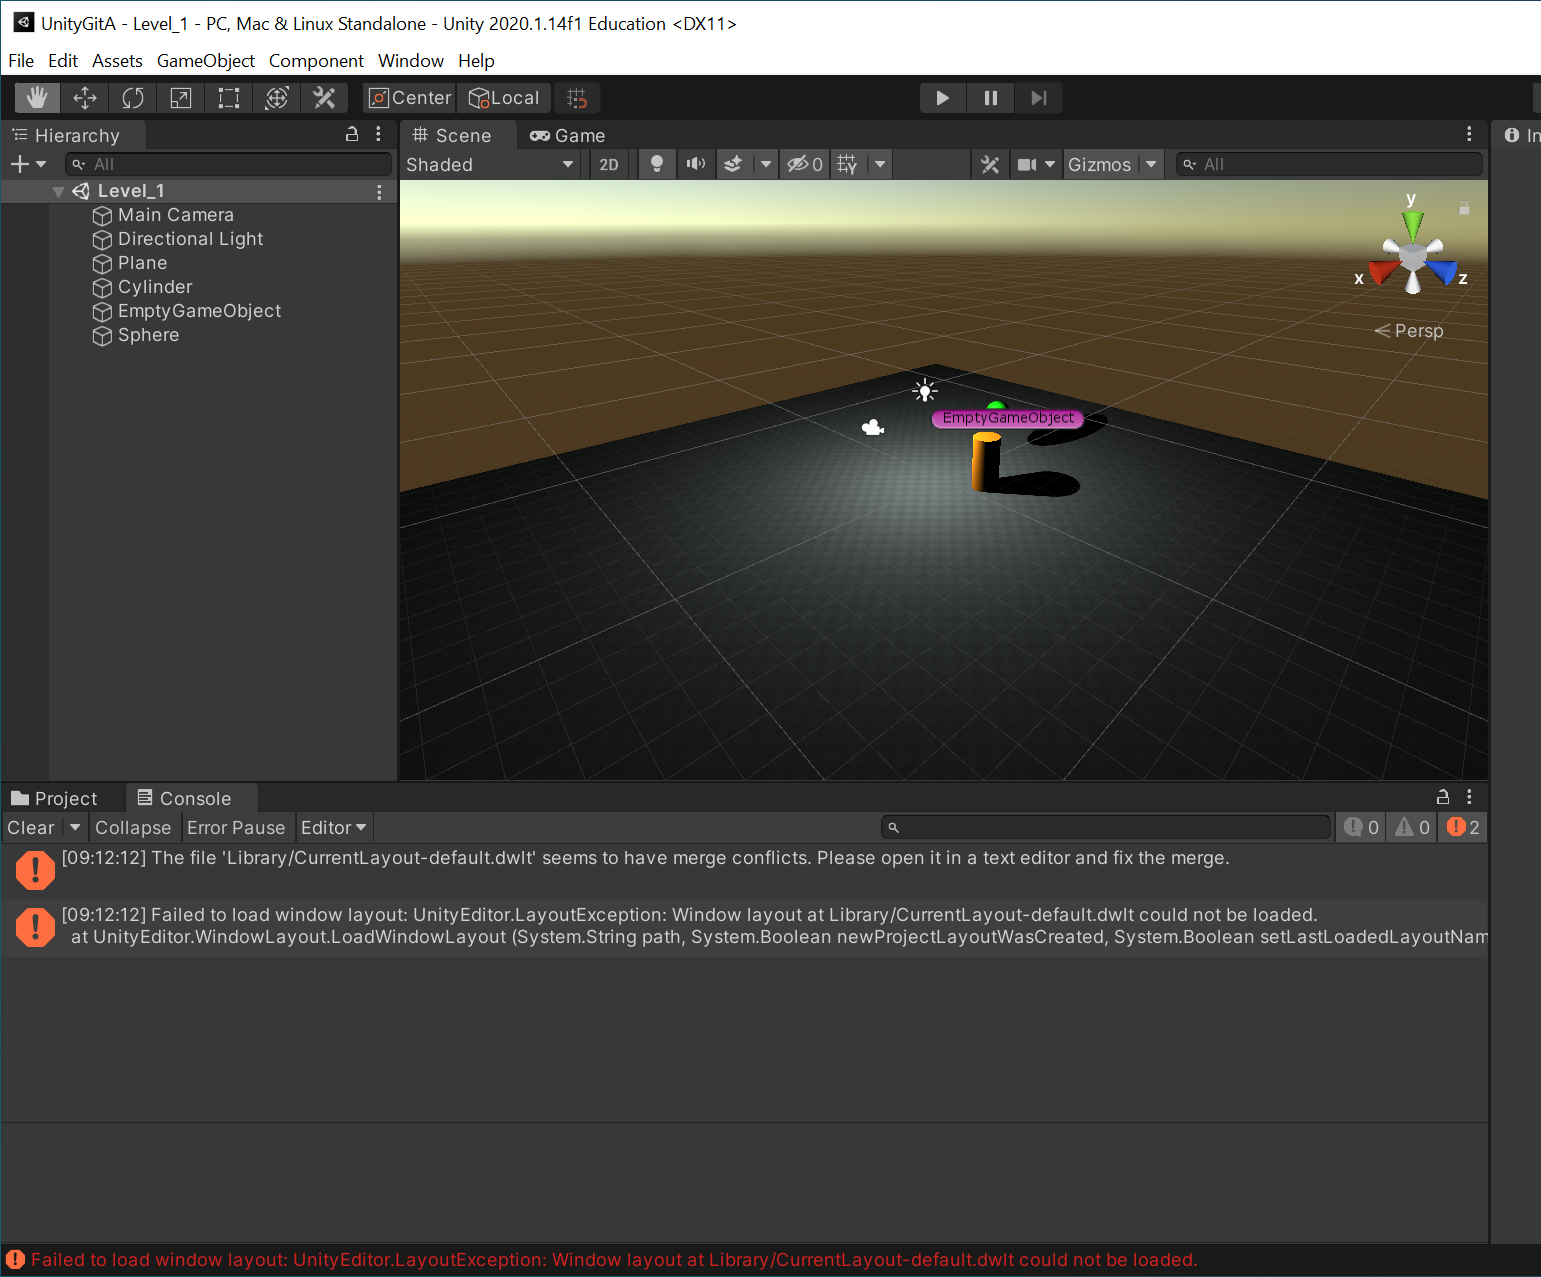 UnityGitA - Level_1 - PC, Mac & Linux Standalone - Unity 2020.1.14f1 Education <DX11>
File Edit Assets GameObject Component Window Help
Center Local
Hierarchy
All
Level_1
Main Camera
Directional Light
Plane
Cylinder
EmptyGameObject
Sphere
Scene Game
Shaded 2D 0 Gizmos All
y
x
z
Persp
EmptyGameObject
In
Project Console
Clear Collapse Error Pause Editor 0 0 2
[09:12:12] The file 'Library/CurrentLayout-default.dwlt' seems to have merge conflicts. Please open it in a text editor and fix the merge.
[09:12:12] Failed to load window layout: UnityEditor.LayoutException: Window layout at Library/CurrentLayout-default.dwlt could not be loaded.
at UnityEditor.WindowLayout.LoadWindowLayout (System.String path, System.Boolean newProjectLayoutWasCreated, System.Boolean setLastLoadedLayoutNam
Failed to load window layout: UnityEditor.LayoutException: Window layout at Library/CurrentLayout-default.dwlt could not be loaded.